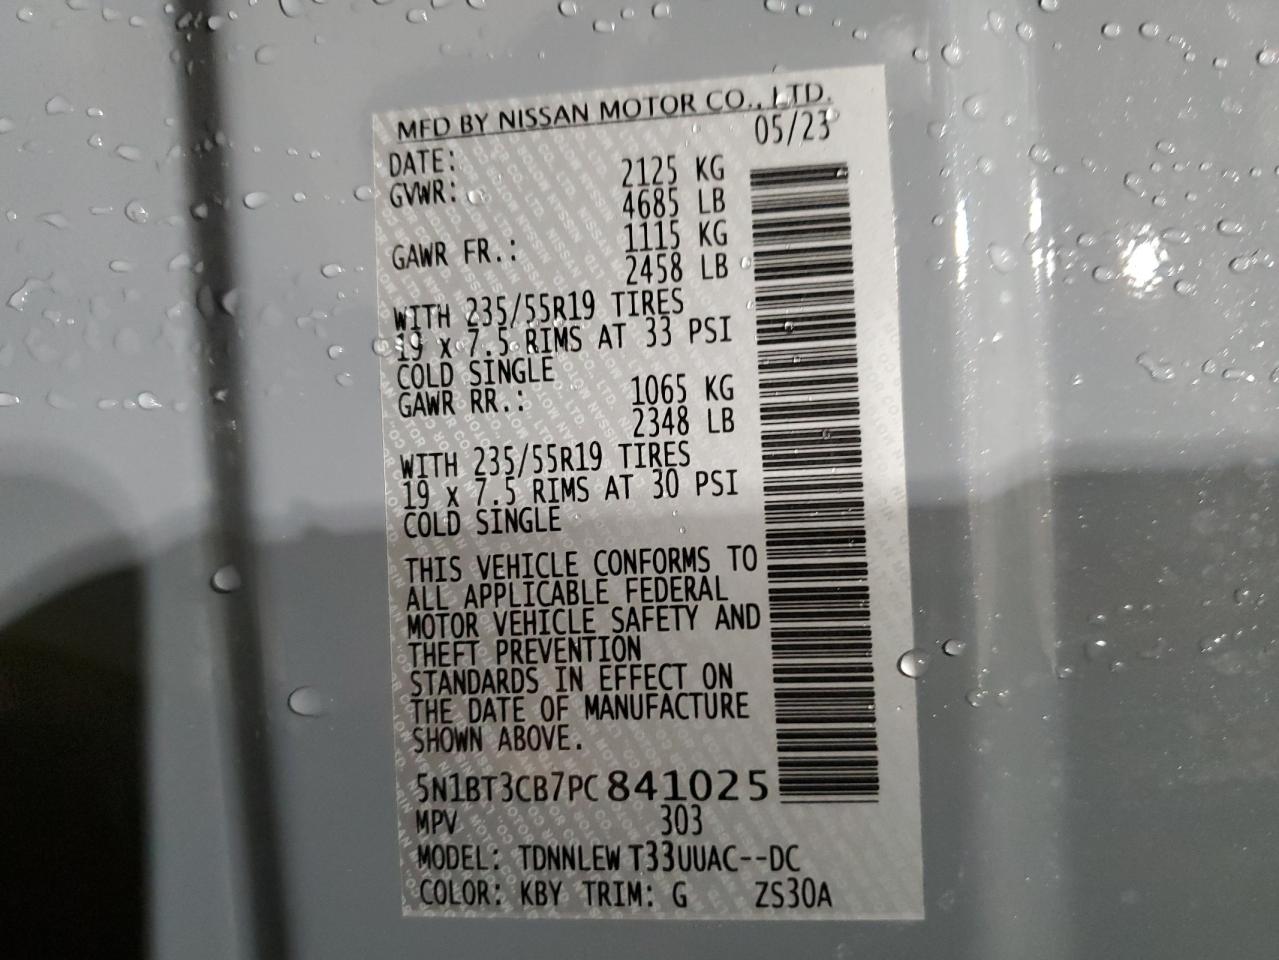 MFD BY NISSAN MOTOR CO., LTD.
DATE: 05/23
GVWR: 2125 KG
4685 LB
GAWR FR.: 1115 KG
2458 LB
WITH 235/55R19 TIRES
19 x 7.5 RIMS AT 33 PSI
COLD SINGLE
GAWR RR.: 1065 KG
2348 LB
WITH 235/55R19 TIRES
19 x 7.5 RIMS AT 30 PSI
COLD SINGLE
THIS VEHICLE CONFORMS TO
ALL APPLICABLE FEDERAL
MOTOR VEHICLE SAFETY AND
THEFT PREVENTION
STANDARDS IN EFFECT ON
THE DATE OF MANUFACTURE
SHOWN ABOVE.
5N1BT3CB7PC841025
MPV 303
MODEL: TDNNLEWT33UUAC--DC
COLOR: KBY TRIM: G ZS30A